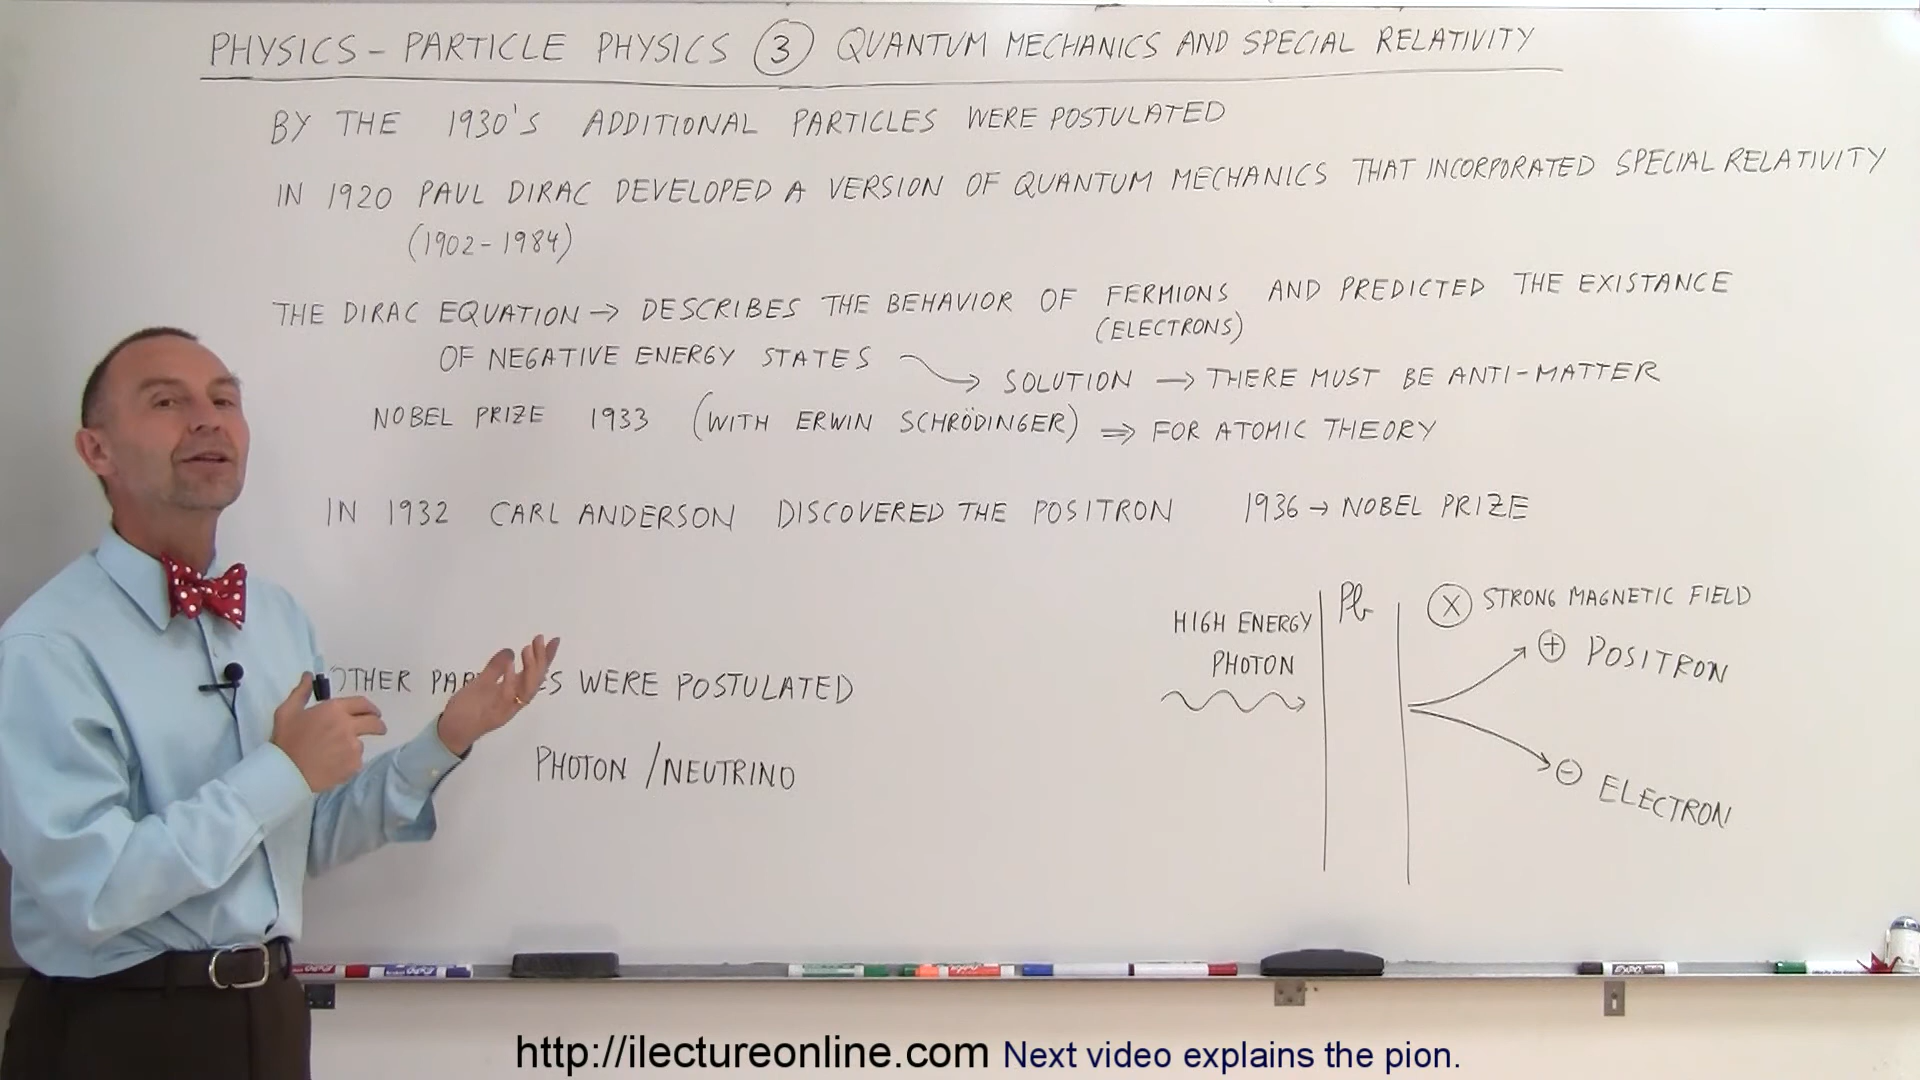 PHYSICS - PARTICLE PHYSICS 3 QUANTUM MECHANICS AND SPECIAL RELATIVITY
BY THE 1930'S ADDITIONAL PARTICLES WERE POSTULATED
IN 1920 PAUL DIRAC DEVELOPED A VERSION OF QUANTUM MECHANICS THAT INCORPORATED SPECIAL RELATIVITY
(1902-1984)
THE DIRAC EQUATION → DESCRIBES THE BEHAVIOR OF FERMIONS AND PREDICTED THE EXISTANCE
(ELECTRONS)
OF NEGATIVE ENERGY STATES
SOLUTION → THERE MUST BE ANTI-MATTER
NOBEL PRIZE 1933 (WITH ERWIN SCHRÖDINGER) ⇒ FOR ATOMIC THEORY
IN 1932 CARL ANDERSON DISCOVERED THE POSITRON 1936 → NOBEL PRIZE
HIGH ENERGY
PHOTON
Pb
X STRONG MAGNETIC FIELD
+ POSITRON
- ELECTRON
OTHER WERE POSTULATED
PHOTON / NEUTRINO
EXPO
http://ilectureonline.com Next video explains the pion.